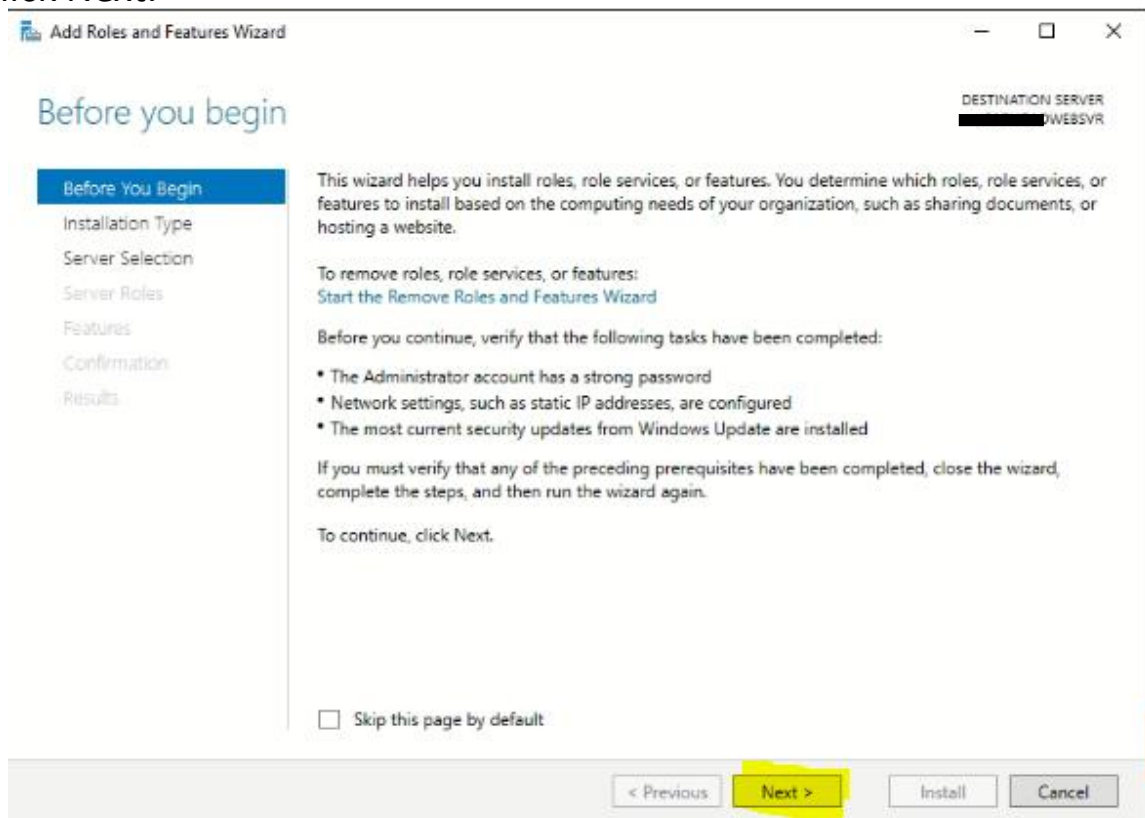 Add Roles and Features Wizard
Before you begin
DESTINATION SERVER
WEBSVR
Before You Begin
Installation Type
Server Selection
Server Roles
Features
Confirmation
Results
This wizard helps you install roles, role services, or features. You determine which roles, role services, or
features to install based on the computing needs of your organization, such as sharing documents, or
hosting a website.
To remove roles, role services, or features:
Start the Remove Roles and Features Wizard
Before you continue, verify that the following tasks have been completed:
• The Administrator account has a strong password
• Network settings, such as static IP addresses, are configured
• The most current security updates from Windows Update are installed
If you must verify that any of the preceding prerequisites have been completed, close the wizard,
complete the steps, and then run the wizard again.
To continue, click Next.
Skip this page by default
< Previous Next > Install Cancel